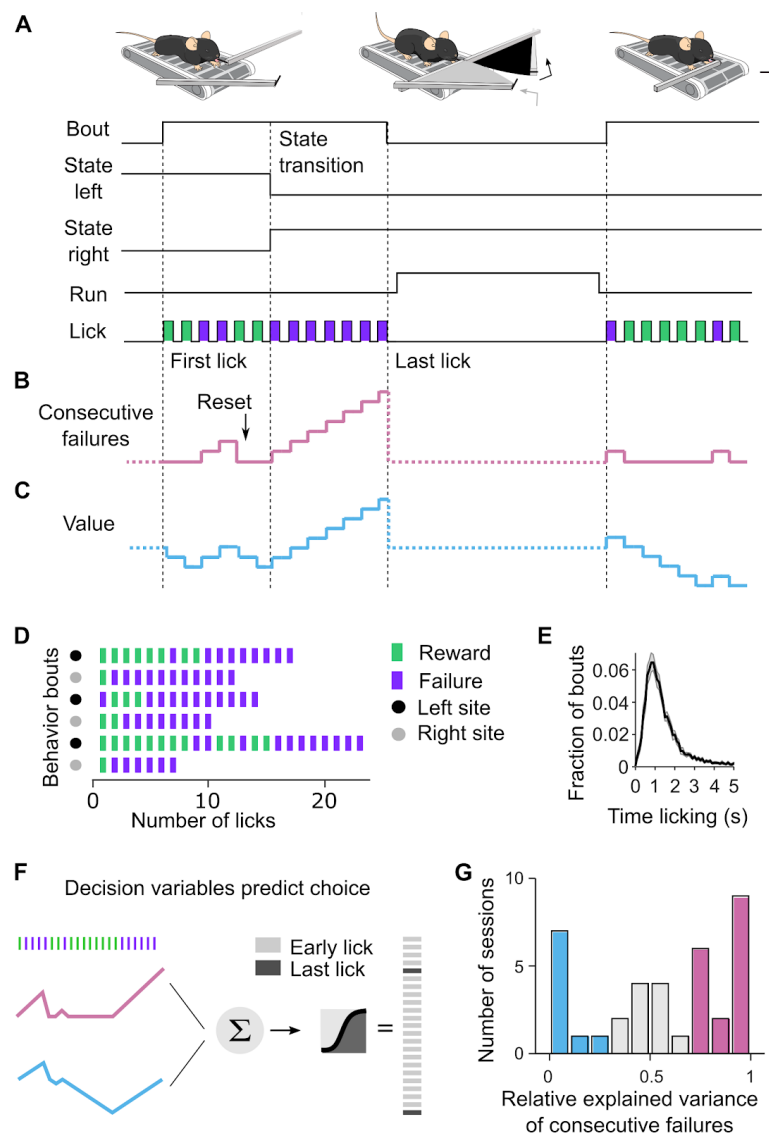 A
Bout
State
left
State
transition
State
right
Run
Lick
First lick
Last lick
B
Reset
Consecutive
failures
C
Value
D
Behavior bouts
0
10
20
Number of licks
Reward
Failure
Left site
Right site
E
Fraction of bouts
0.06
0.04
0.02
0
0 1 2 3 4 5
Time licking (s)
F
Decision variables predict choice
Early lick
Last lick
Σ
=
G
Number of sessions
10
5
0
0 0.5 1
Relative explained variance
of consecutive failures